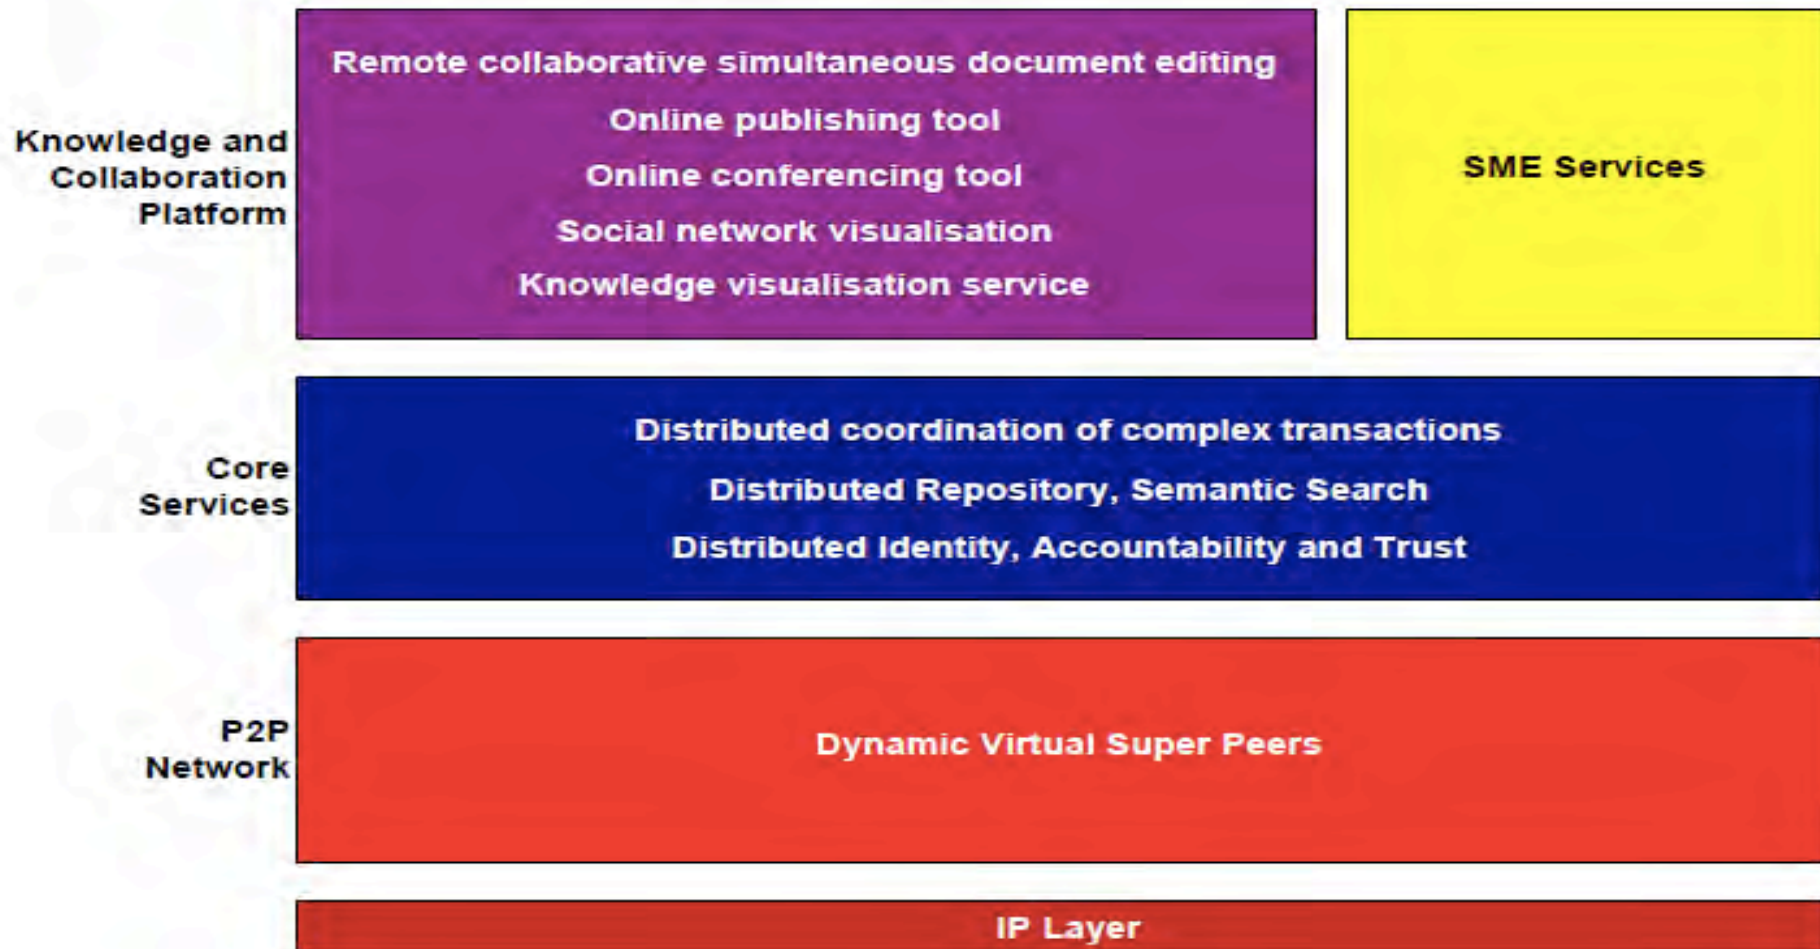 Knowledge and
Collaboration
Platform
Remote collaborative simultaneous document editing
Online publishing tool
Online conferencing tool
Social network visualisation
Knowledge visualisation service
SME Services
Core
Services
Distributed coordination of complex transactions
Distributed Repository, Semantic Search
Distributed Identity, Accountability and Trust
P2P
Network
Dynamic Virtual Super Peers
IP Layer